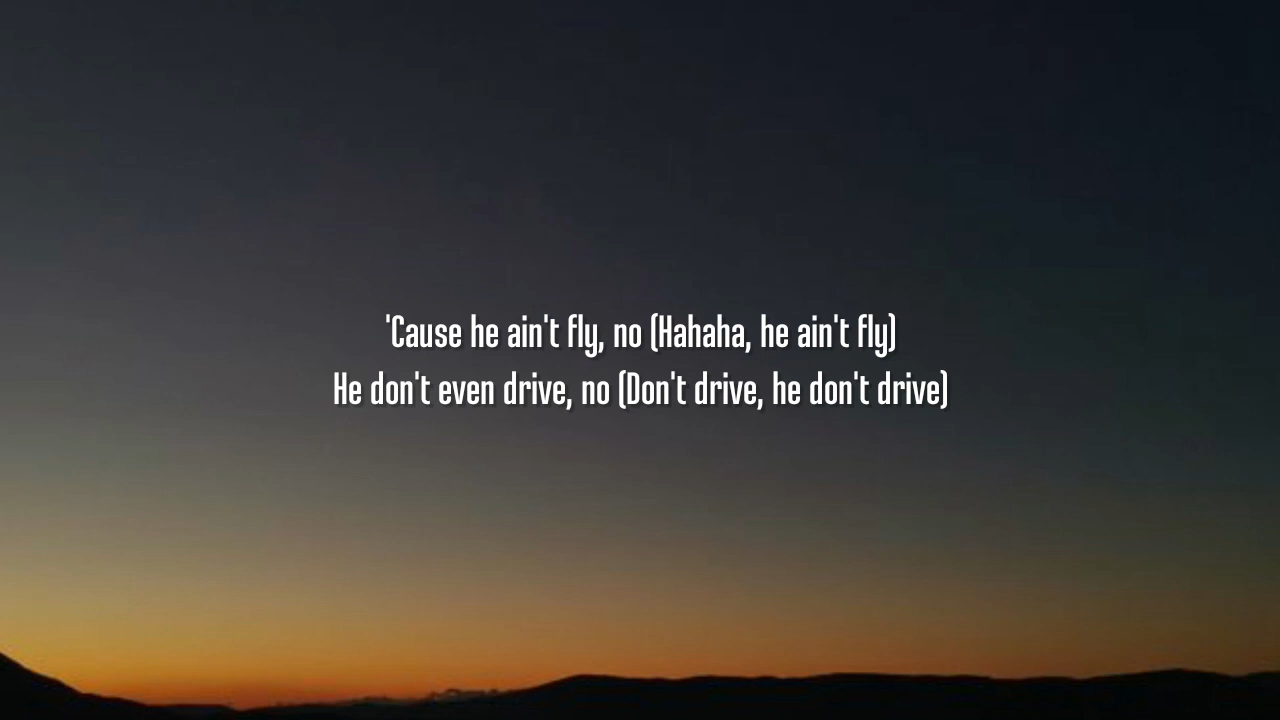 'Cause he ain't fly, no (Hahaha, he ain't fly)
He don't even drive, no (Don't drive, he don't drive)